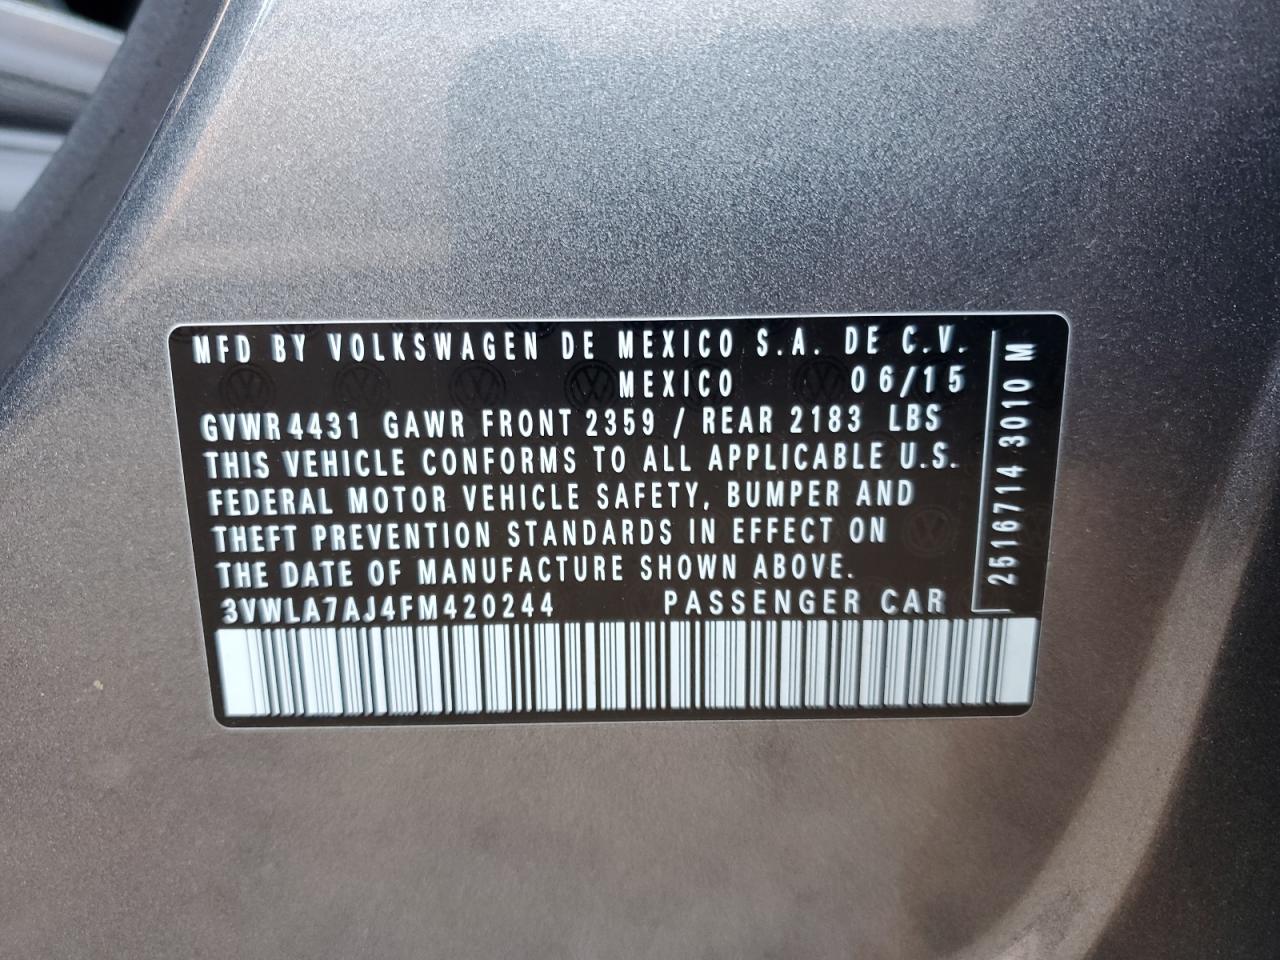 MFD BY VOLKSWAGEN DE MEXICO S.A. DE C.V.
MEXICO 06/15
GVWR 4431 GAWR FRONT 2359 / REAR 2183 LBS
THIS VEHICLE CONFORMS TO ALL APPLICABLE U.S.
FEDERAL MOTOR VEHICLE SAFETY, BUMPER AND
THEFT PREVENTION STANDARDS IN EFFECT ON
THE DATE OF MANUFACTURE SHOWN ABOVE.
3VWLA7AJ4FM420244 PASSENGER CAR
2516714 3010 M